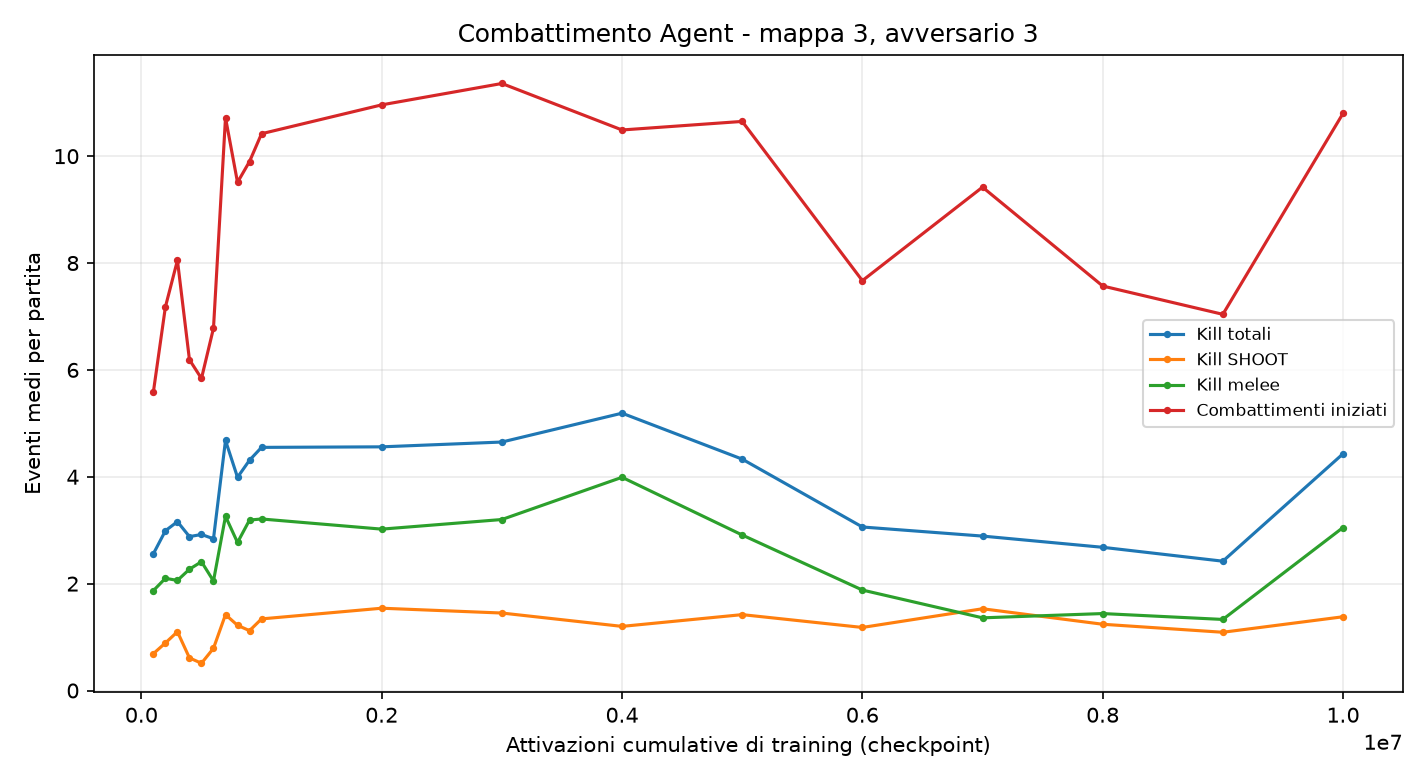 Combattimento Agent - mappa 3, avversario 3
Eventi medi per partita
10
8
6
4
2
0
Kill totali
Kill SHOOT
Kill melee
Combattimenti iniziati
0.0 0.2 0.4 0.6 0.8 1.0
1e7
Attivazioni cumulative di training (checkpoint)